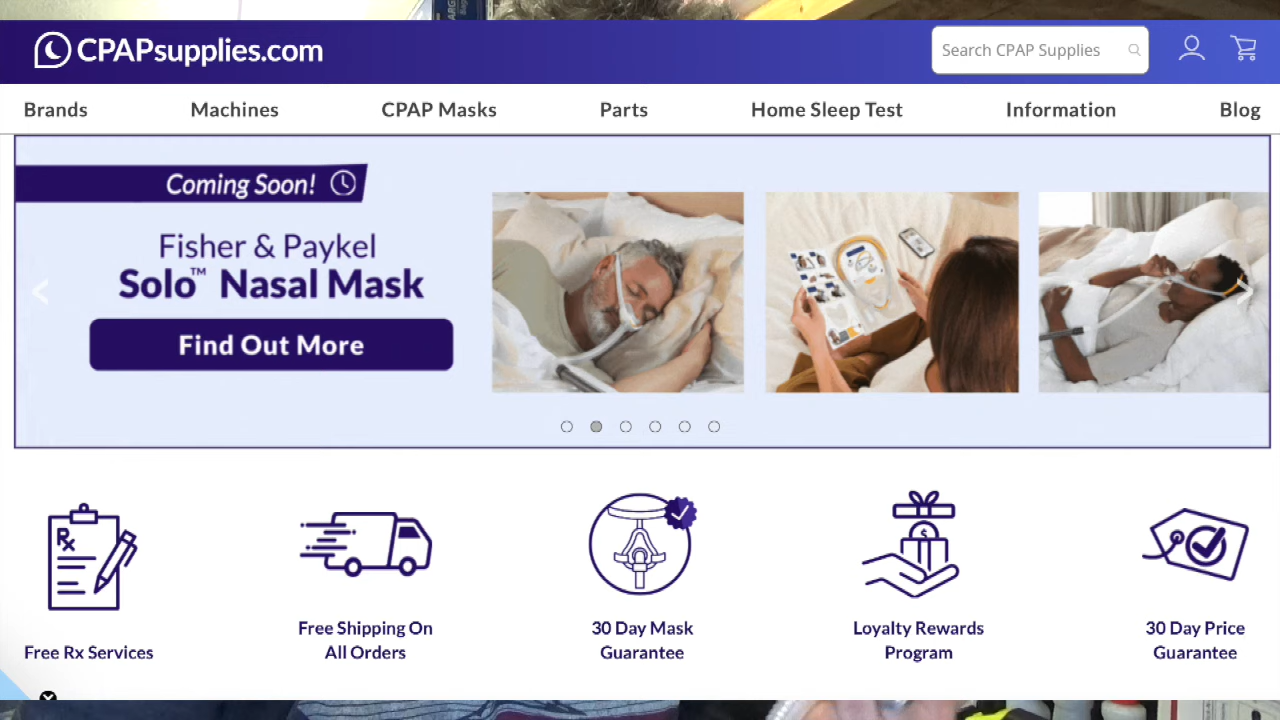 CPAPsupplies.com
Search CPAP Supplies
Brands
Machines
CPAP Masks
Parts
Home Sleep Test
Information
Blog
Coming Soon!
Fisher & Paykel
Solo™ Nasal Mask
Find Out More
Rx
$
Free Rx Services
Free Shipping On
All Orders
30 Day Mask
Guarantee
Loyalty Rewards
Program
30 Day Price
Guarantee